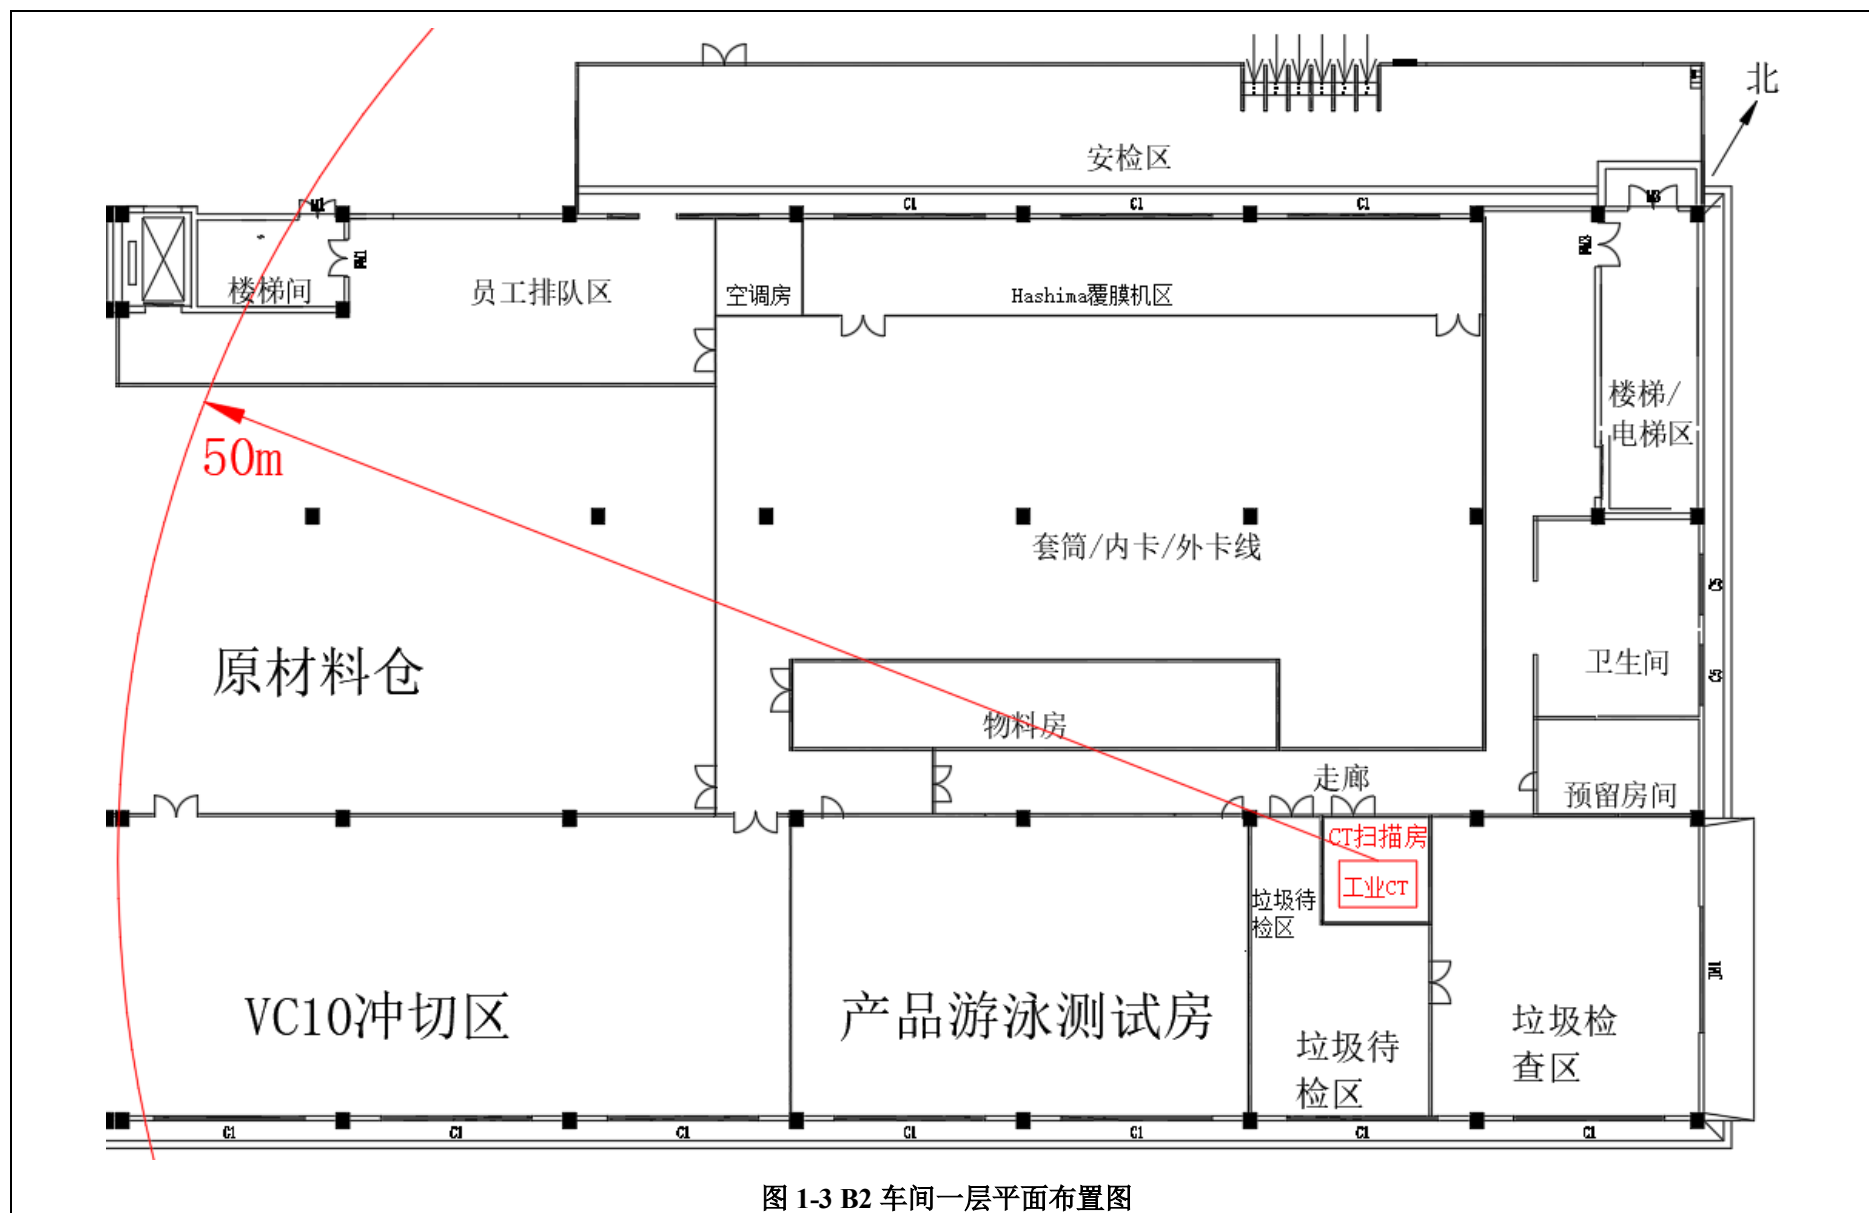 北
安检区
C1
C1
C1
M1
M3
FM1
FM3
楼梯间
员工排队区
空调房
Hashima覆膜机区
楼梯/
电梯区
50m
套筒/内卡/外卡线
C5
原材料仓
卫生间
C5
物料房
走廊
预留房间
CT扫描房
工业CT
垃圾待
检区
VC10冲切区
产品游泳测试房
垃圾待
检区
垃圾检
查区
C1
C1
C1
C1
C1
C1
C1
图 1-3 B2 车间一层平面布置图